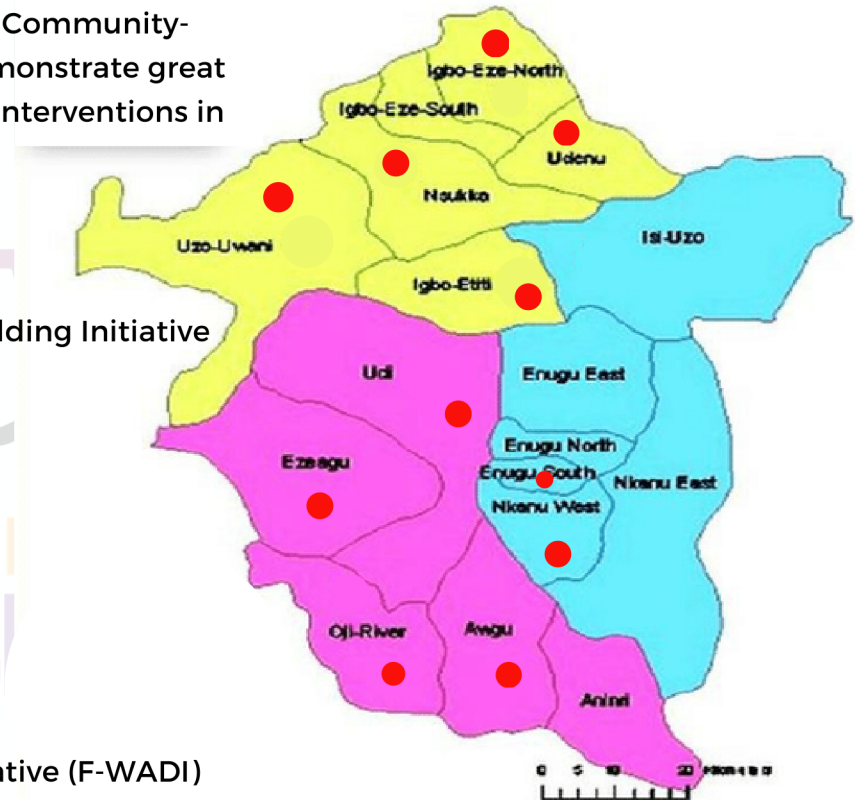 Community-
monstrate great
nterventions in
Igbo-Eze-North
Igbo-Eze-South
Udenu
Nsukka
Uzo-Uwani
Isi-Uzo
Igbo-Etiti
lding Initiative
Udi
Enugu East
Enugu North
Ezeagu
Enugu South
Nkanu East
Nkanu West
Oji-River
Awgu
Aninri
ative (F-WADI)
0 5 10 20